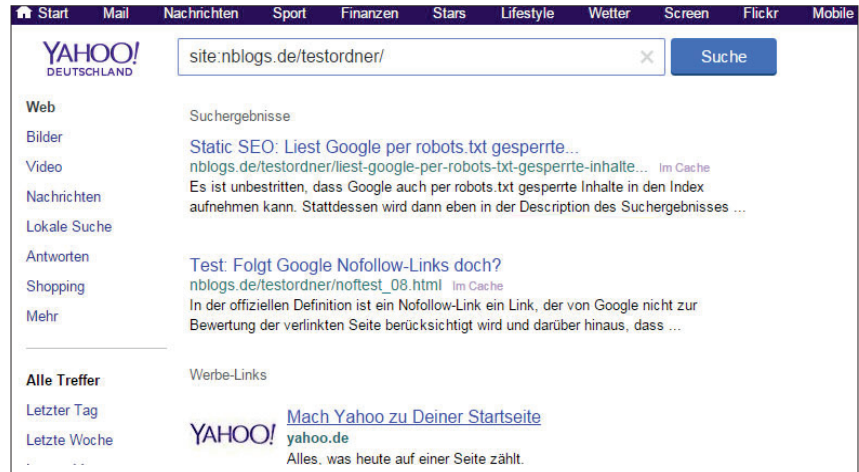 Start Mail Nachrichten Sport Finanzen Stars Lifestyle Wetter Screen Flickr Mobile
YAHOO!
DEUTSCHLAND
site:nblogs.de/testordner/
Suche
Web
Bilder
Video
Nachrichten
Lokale Suche
Antworten
Shopping
Mehr
Alle Treffer
Letzter Tag
Letzte Woche
Suchergebnisse
Static SEO: Liest Google per robots.txt gesperrte...
nblogs.de/testordner/liest-google-per-robots-txt-gesperrte-inhalte... Im Cache
Es ist unbestritten, dass Google auch per robots.txt gesperrte Inhalte in den Index
aufnehmen kann. Stattdessen wird dann eben in der Description des Suchergebnisses ...
Test: Folgt Google Nofollow-Links doch?
nblogs.de/testordner/noftest_08.html Im Cache
In der offiziellen Definition ist ein Nofollow-Link ein Link, der von Google nicht zur
Bewertung der verlinkten Seite berücksichtigt wird und darüber hinaus, dass ...
Werbe-Links
YAHOO!
Mach Yahoo zu Deiner Startseite
yahoo.de
Alles, was heute auf einer Seite zählt.